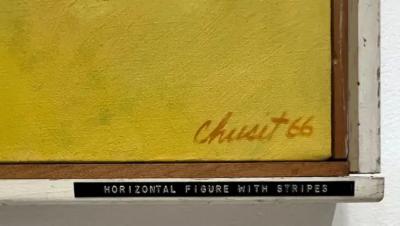 Chusit 66
HORIZONTAL FIGURE WITH STRIPES